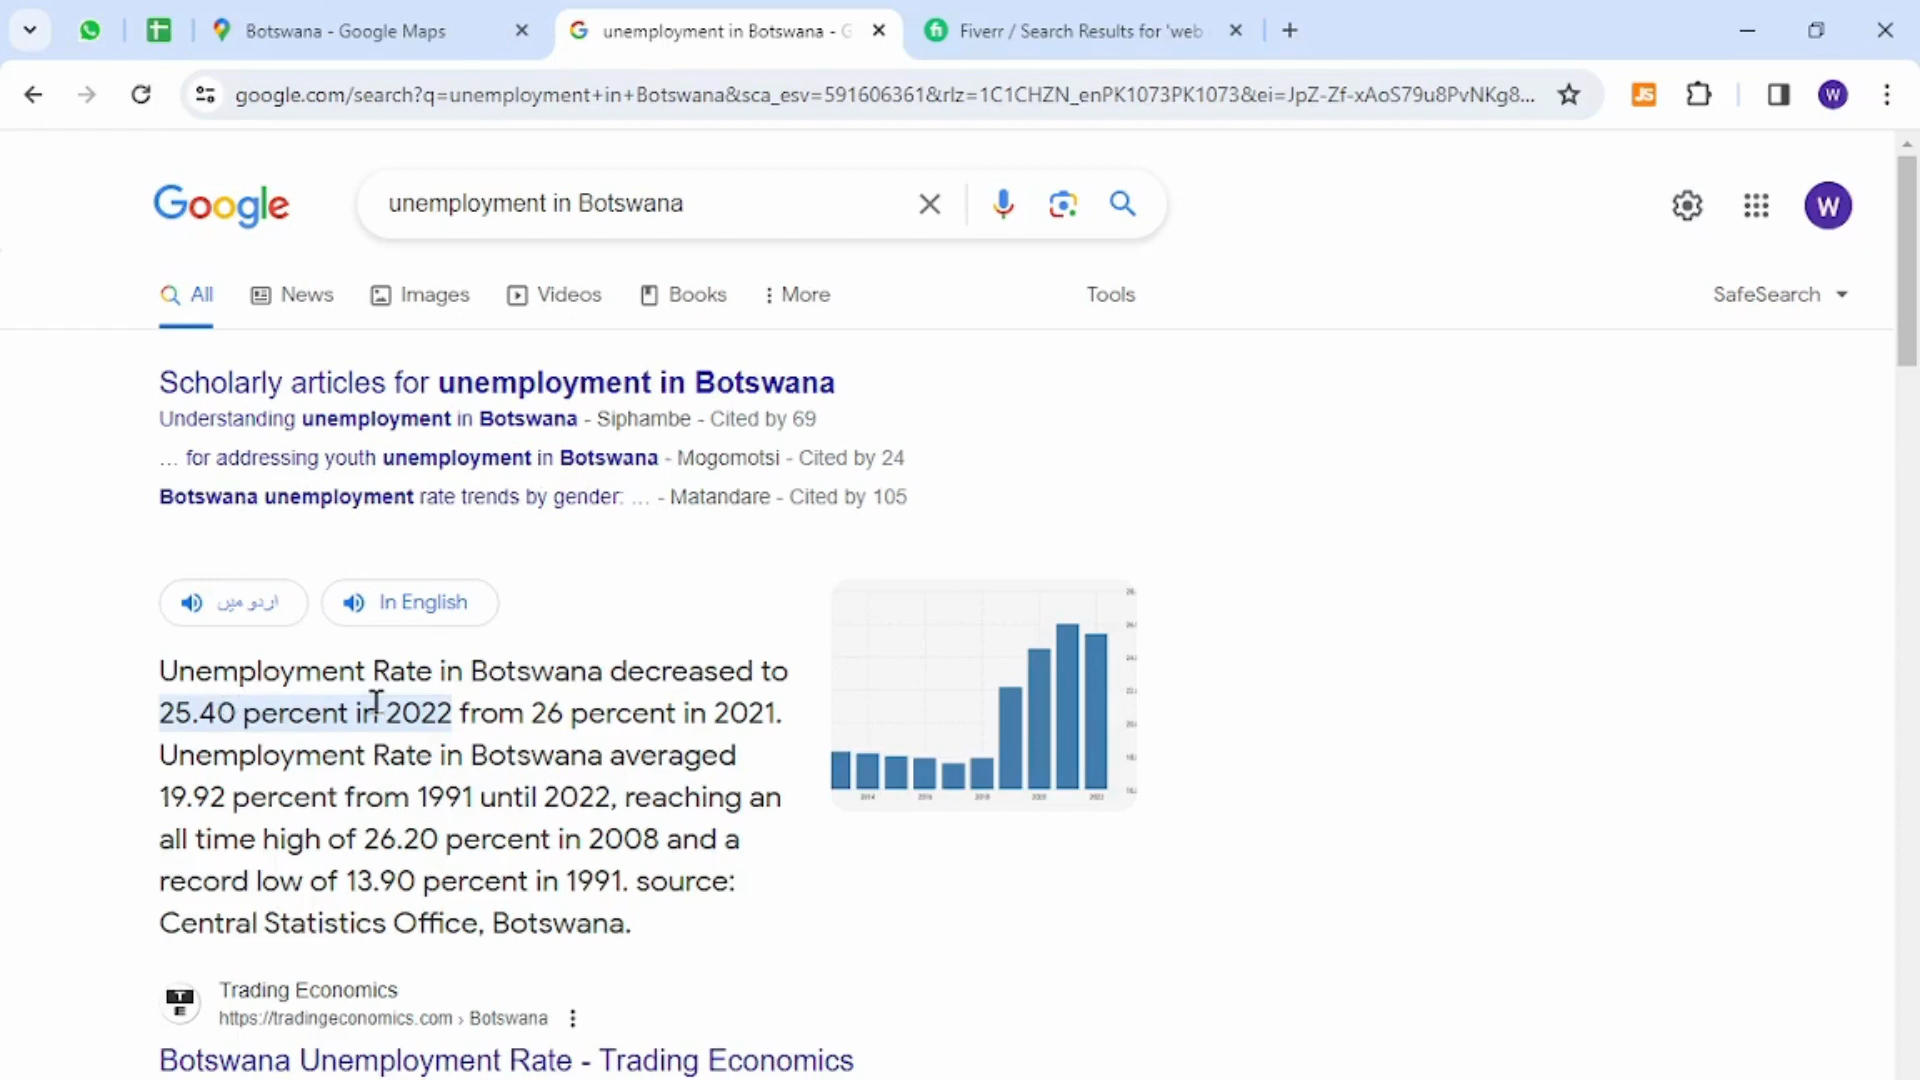 Botswana - Google Maps
unemployment in Botswana - G
Fiverr / Search Results for 'web
google.com/search?q=unemployment+in+Botswana&sca_esv=591606361&rlz=1C1CHZN_enPK1073PK1073&ei=JpZ-Zf-xAoS79u8PvNKg8...
JS
W
Google
unemployment in Botswana
W
All
News
Images
Videos
Books
More
Tools
SafeSearch
Scholarly articles for unemployment in Botswana
Understanding unemployment in Botswana - Siphambe - Cited by 69
... for addressing youth unemployment in Botswana - Mogomotsi - Cited by 24
Botswana unemployment rate trends by gender: ... - Matandare - Cited by 105
اردو میں
In English
Unemployment Rate in Botswana decreased to
25.40 percent in 2022 from 26 percent in 2021.
Unemployment Rate in Botswana averaged
19.92 percent from 1991 until 2022, reaching an
all time high of 26.20 percent in 2008 and a
record low of 13.90 percent in 1991. source:
Central Statistics Office, Botswana.
2014 2016 2018 2020 2022
Trading Economics
https://tradingeconomics.com › Botswana
Botswana Unemployment Rate - Trading Economics